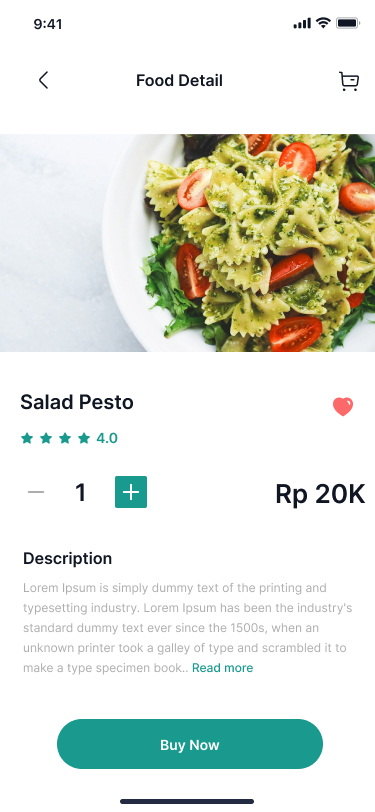 9:41
Food Detail
Salad Pesto
4.0
1
Rp 20K
Description
Lorem Ipsum is simply dummy text of the printing and
typesetting industry. Lorem Ipsum has been the industry's
standard dummy text ever since the 1500s, when an
unknown printer took a galley of type and scrambled it to
make a type specimen book.. Read more
Buy Now